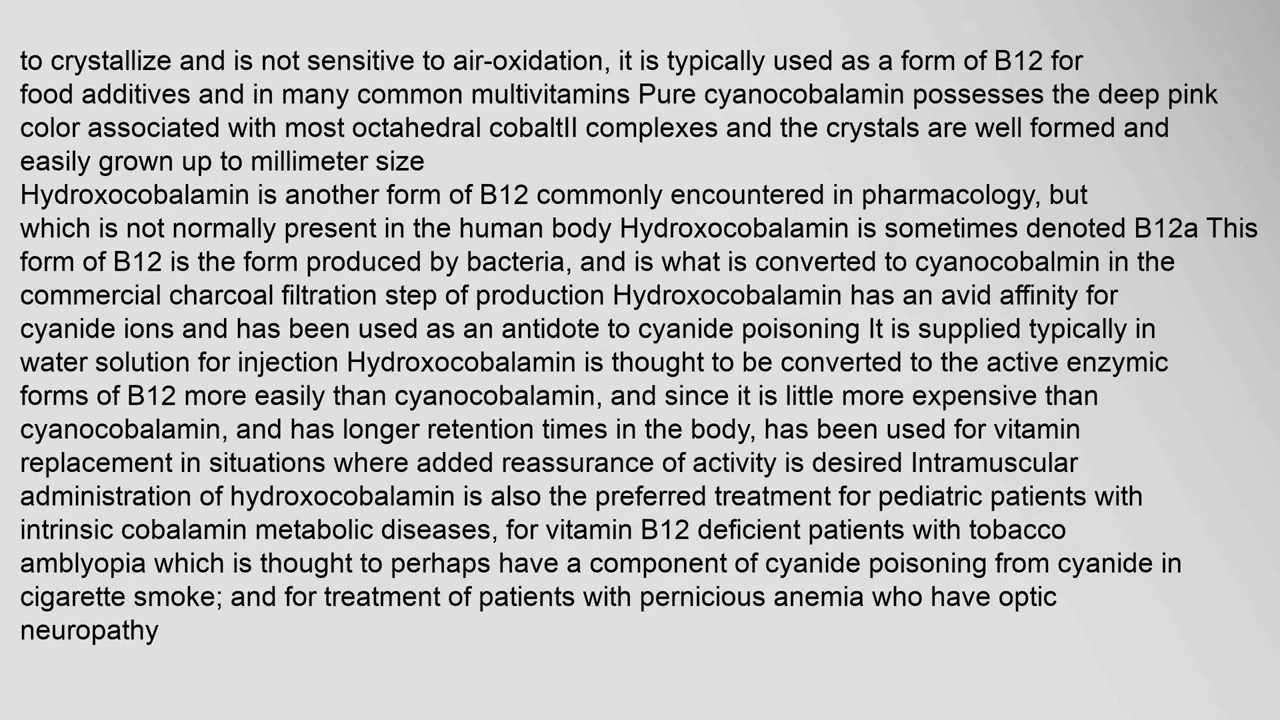 to crystallize and is not sensitive to air-oxidation, it is typically used as a form of B12 for
food additives and in many common multivitamins Pure cyanocobalamin possesses the deep pink
color associated with most octahedral cobaltII complexes and the crystals are well formed and
easily grown up to millimeter size
Hydroxocobalamin is another form of B12 commonly encountered in pharmacology, but
which is not normally present in the human body Hydroxocobalamin is sometimes denoted B12a This
form of B12 is the form produced by bacteria, and is what is converted to cyanocobalmin in the
commercial charcoal filtration step of production Hydroxocobalamin has an avid affinity for
cyanide ions and has been used as an antidote to cyanide poisoning It is supplied typically in
water solution for injection Hydroxocobalamin is thought to be converted to the active enzymic
forms of B12 more easily than cyanocobalamin, and since it is little more expensive than
cyanocobalamin, and has longer retention times in the body, has been used for vitamin
replacement in situations where added reassurance of activity is desired Intramuscular
administration of hydroxocobalamin is also the preferred treatment for pediatric patients with
intrinsic cobalamin metabolic diseases, for vitamin B12 deficient patients with tobacco
amblyopia which is thought to perhaps have a component of cyanide poisoning from cyanide in
cigarette smoke; and for treatment of patients with pernicious anemia who have optic
neuropathy